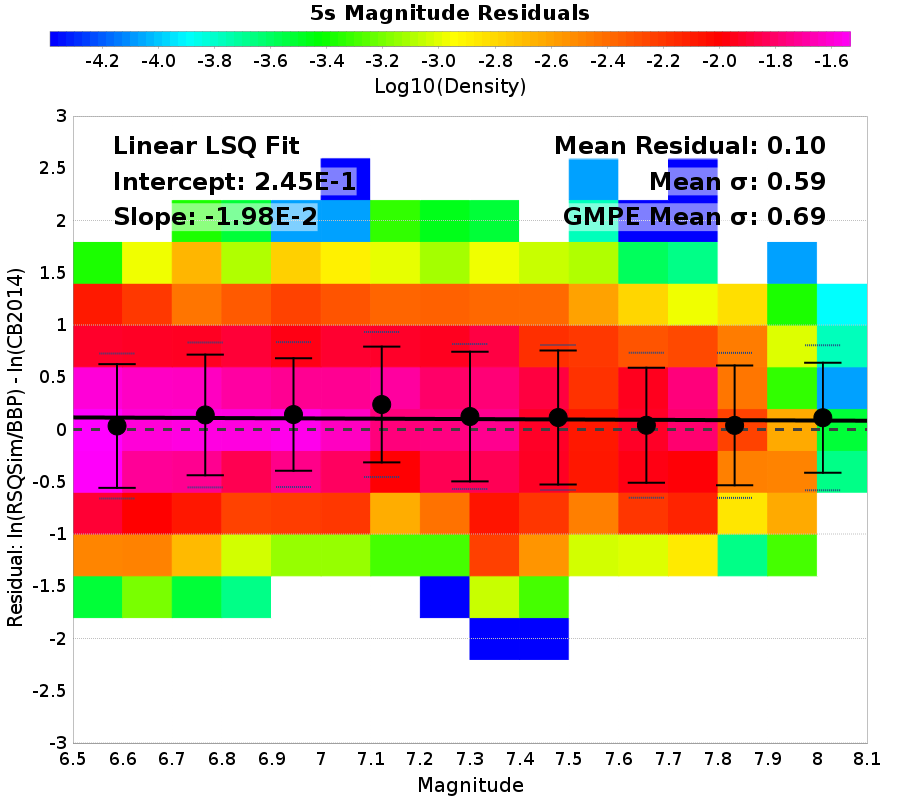 5s Magnitude Residuals
-4.2 -4.0 -3.8 -3.6 -3.4 -3.2 -3.0 -2.8 -2.6 -2.4 -2.2 -2.0 -1.8 -1.6
Log10(Density)
Linear LSQ Fit
Intercept: 2.45E-1
Slope: -1.98E-2
Mean Residual: 0.10
Mean σ: 0.59
GMPE Mean σ: 0.69
Residual: ln(RSQSim/BBP) - ln(CB2014)
3
2.5
2
1.5
1
0.5
0
-0.5
-1
-1.5
-2
-2.5
-3
6.5 6.6 6.7 6.8 6.9 7 7.1 7.2 7.3 7.4 7.5 7.6 7.7 7.8 7.9 8 8.1
Magnitude